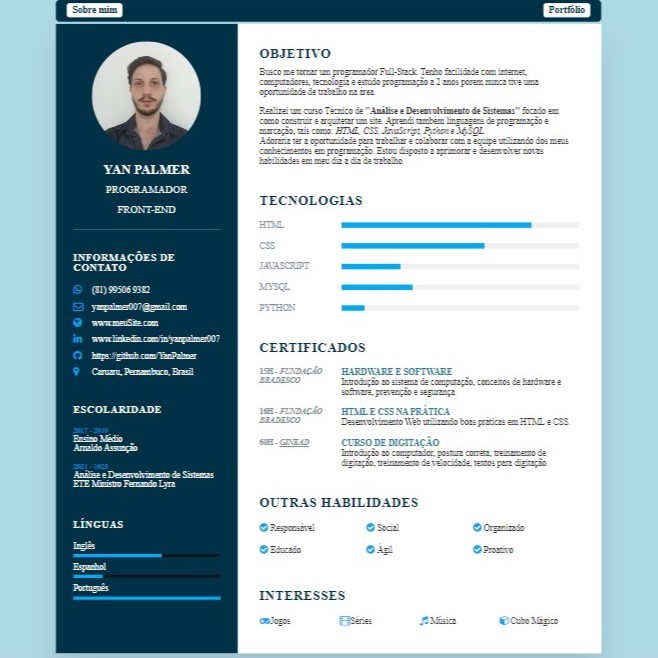 Sobre mim
Portfólio
YAN PALMER
PROGRAMADOR
FRONT-END
INFORMAÇÕES DE
CONTATO
(81) 99506 9382
yanpalmer007@gmail.com
www.meuSite.com
www.linkedin.com/in/yanpalmer007
https://github.com/YanPalmer
Caruaru, Pernambuco, Brasil
ESCOLARIDADE
2017 - 2019
Ensino Médio
Arnaldo Assunção
2021 - 1023
Análise e Desenvolvimento de Sistemas
ETE Ministro Fernando Lyra
LÍNGUAS
Inglês
Espanhol
Português
OBJETIVO
Busco me tornar um programador Full-Stack. Tenho facilidade com internet,
computadores, tecnologia e estudo programação a 2 anos porem nunca tive uma
oportunidade de trabalho na área.
Realizei um curso Técnico de "Análise e Desenvolvimento de Sistemas" focado em
como construir e arquitetar um site. Aprendi também linguagens de programação e
marcação, tais como: HTML, CSS, JavaScript, Python e MySQL.
Adoraria ter a oportunidade para trabalhar e colaborar com a equipe utilizando dos meus
conhecimentos em programação. Estou disposto a aprimorar e desenvolver novas
habilidades em meu dia a dia de trabalho.
TECNOLOGIAS
HTML
CSS
JAVASCRIPT
MYSQL
PYTHON
CERTIFICADOS
15H - FUNDAÇÃO
BRADESCO
HARDWARE E SOFTWARE
Introdução ao sistema de computação, conceitos de hardware e
software, prevenção e segurança.
16H - FUNDAÇÃO
BRADESCO
HTML E CSS NA PRÁTICA
Desenvolvimento Web utilizando boas práticas em HTML e CSS.
60H - GINEAD
CURSO DE DIGITAÇÃO
Introdução ao computador, postura correta, treinamento de
digitação, treinamento de velocidade, textos para digitação.
OUTRAS HABILIDADES
Responsável
Social
Organizado
Educado
Ágil
Proativo
INTERESSES
Jogos
Séries
Música
Cubo Mágico